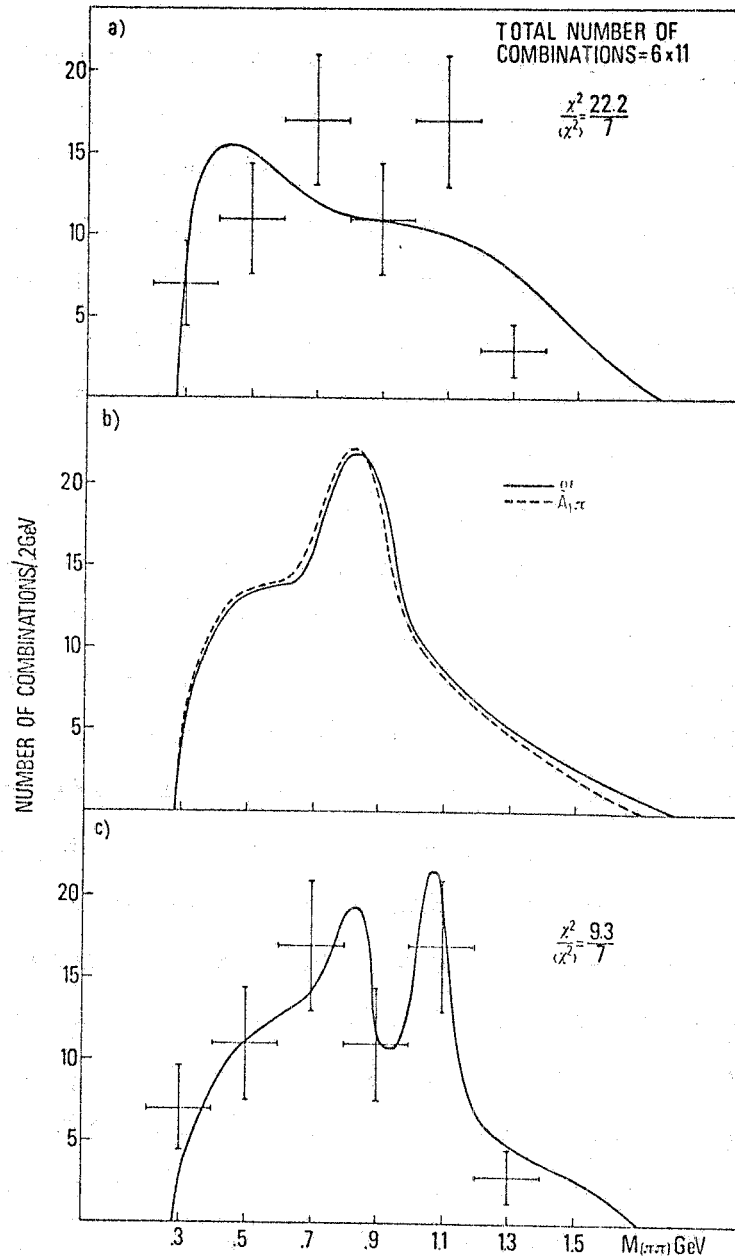 a)
TOTAL NUMBER OF
COMBINATIONS=6×11
χ²/⟨χ²⟩ = 22.2/7
20
15
10
5
b)
A₁π
20
15
10
5
NUMBER OF COMBINATIONS/.2GeV
c)
χ²/⟨χ²⟩ = 9.3/7
20
15
10
5
.3 .7 .9 1.1 1.3 1.5 M(ππ) GeV